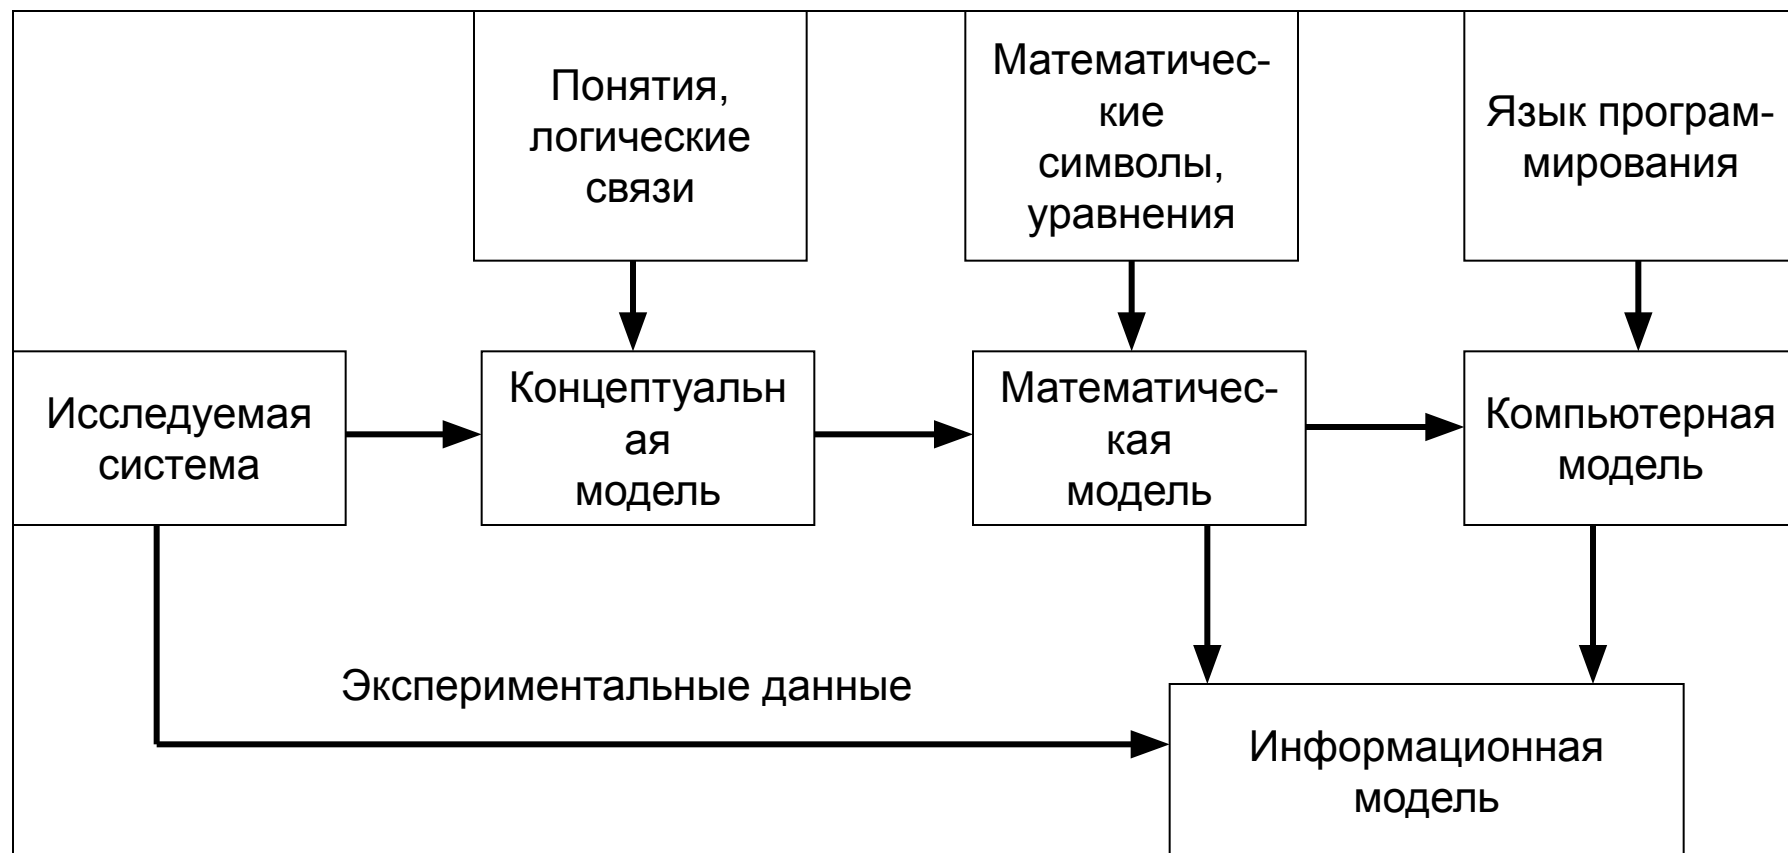 Понятия,
логические
связи
Математичес-
кие
символы,
уравнения
Язык програм-
мирования
Исследуемая
система
Концептуальн
ая
модель
Математичес-
кая
модель
Компьютерная
модель
Экспериментальные данные
Информационная
модель